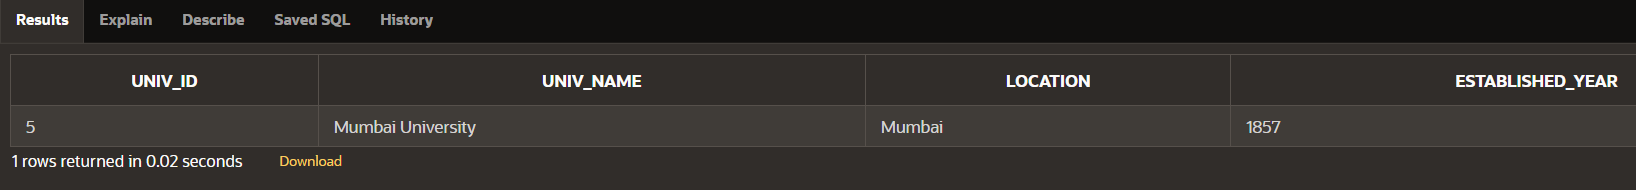 Results Explain Describe Saved SQL History
UNIV_ID UNIV_NAME LOCATION ESTABLISHED_YEAR
5 Mumbai University Mumbai 1857
1 rows returned in 0.02 seconds Download